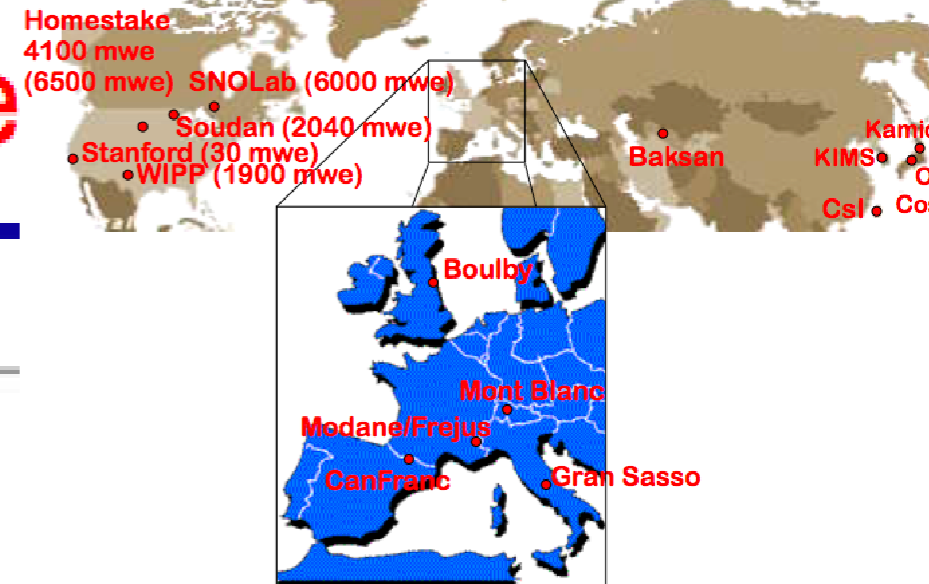 Homestake
4100 mwe
(6500 mwe) SNOLab (6000 mwe)
Soudan (2040 mwe)
Stanford (30 mwe)
WIPP (1900 mwe)
Baksan
KIMS
CsI
Boulby
Mont Blanc
Modane/Frejus
CanFranc
Gran Sasso